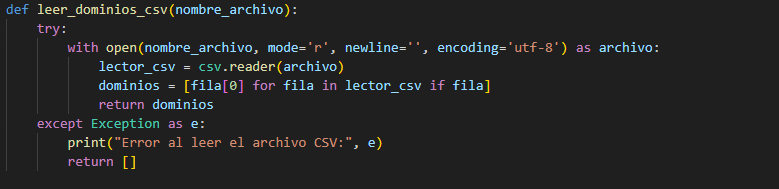 def leer_dominios_csv(nombre_archivo):
    try:
        with open(nombre_archivo, mode='r', newline='', encoding='utf-8') as archivo:
            lector_csv = csv.reader(archivo)
            dominios = [fila[0] for fila in lector_csv if fila]
            return dominios
    except Exception as e:
        print("Error al leer el archivo CSV:", e)
        return []